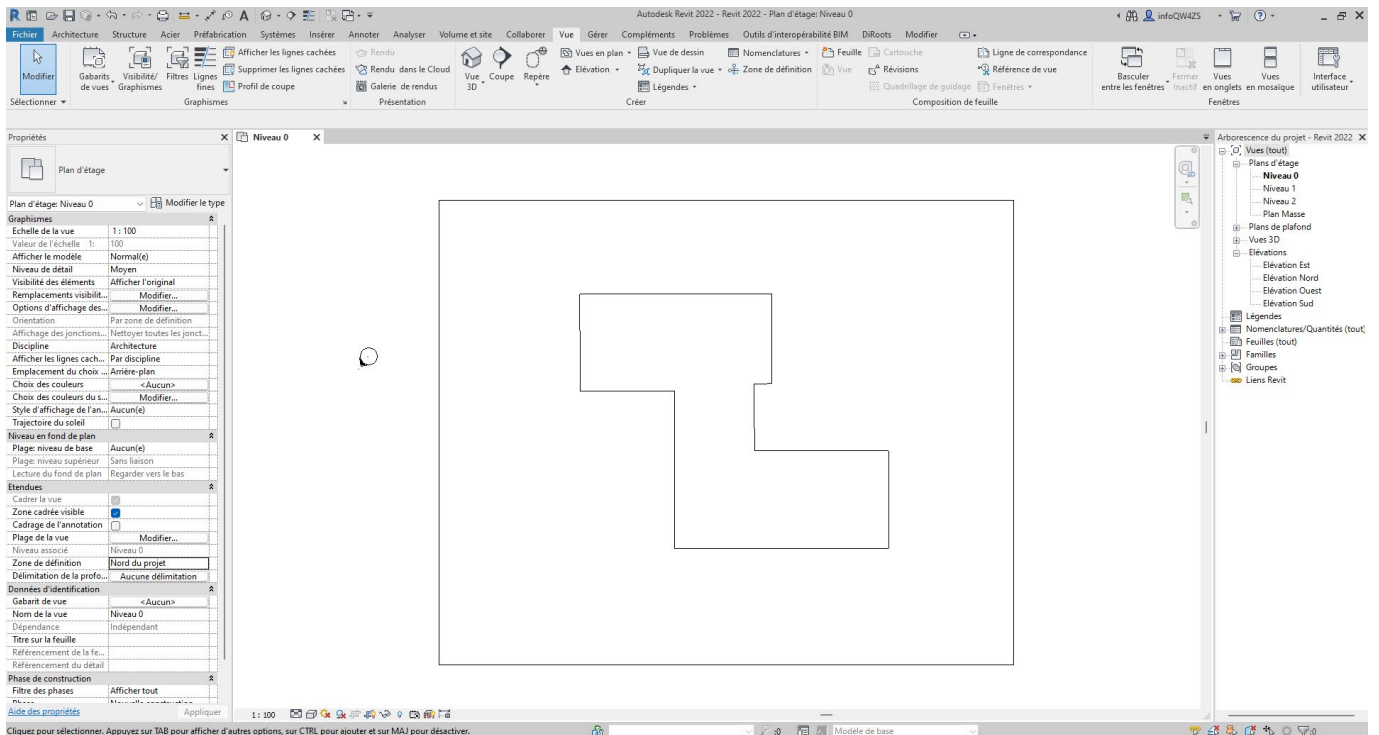 Autodesk Revit 2022 - Revit 2022 - Plan d'étage: Niveau 0
infoQW4ZS
Fichier Architecture Structure Acier Préfabrication Systèmes Insérer Annoter Analyser Volume et site Collaborer Vue Gérer Compléments Problèmes Outils d'interopérabilité BIM DiRoots Modifier
Modifier
Gabarits de vues
Visibilité/ Graphismes
Filtres
Lignes fines
Afficher les lignes cachées
Supprimer les lignes cachées
Profil de coupe
Rendu
Rendu dans le Cloud
Galerie de rendus
Vue 3D
Coupe
Repère
Vues en plan
Elévation
Vue de dessin
Dupliquer la vue
Légendes
Nomenclatures
Zone de définition
Feuille
Vue
Cartouche
Révisions
Quadrillage de guidage
Ligne de correspondance
Référence de vue
Fenêtres
Basculer entre les fenêtres
Fermer Inactif
Vues en onglets
Vues en mosaïque
Interface utilisateur
Sélectionner
Graphismes
Présentation
Créer
Composition de feuille
Fenêtres
Propriétés
Plan d'étage
Plan d'étage: Niveau 0
Modifier le type
Graphismes
Echelle de la vue 1 : 100
Valeur de l'échelle 1: 100
Afficher le modèle Normal(e)
Niveau de détail Moyen
Visibilité des éléments Afficher l'original
Remplacements visibilit... Modifier...
Options d'affichage des... Modifier...
Orientation Par zone de définition
Affichage des jonctions... Nettoyer toutes les jonct...
Discipline Architecture
Afficher les lignes cach... Par discipline
Emplacement du choix ... Arrière-plan
Choix des couleurs <Aucun>
Choix des couleurs du s... Modifier...
Style d'affichage de l'an... Aucun(e)
Trajectoire du soleil
Niveau en fond de plan
Plage: niveau de base Aucun(e)
Plage: niveau supérieur Sans liaison
Lecture du fond de plan Regarder vers le bas
Etendues
Cadrer la vue
Zone cadrée visible
Cadrage de l'annotation
Plage de la vue Modifier...
Niveau associé Niveau 0
Zone de définition Nord du projet
Délimitation de la profo... Aucune délimitation
Données d'identification
Gabarit de vue <Aucun>
Nom de la vue Niveau 0
Dépendance Indépendant
Titre sur la feuille
Référencement de la fe...
Référencement du détail
Phase de construction
Filtre des phases Afficher tout
Aide des propriétés
Appliquer
Niveau 0
2D
1 : 100
Arborescence du projet - Revit 2022
Vues (tout)
Plans d'étage
Niveau 0
Niveau 1
Niveau 2
Plan Masse
Plans de plafond
Vues 3D
Elévations
Elévation Est
Elévation Nord
Elévation Ouest
Elévation Sud
Légendes
Nomenclatures/Quantités (tout)
Feuilles (tout)
Familles
Groupes
Liens Revit
Cliquez pour sélectionner. Appuyez sur TAB pour afficher d'autres options, sur CTRL pour ajouter et sur MAJ pour désactiver.
:0
Modèle de base
:0